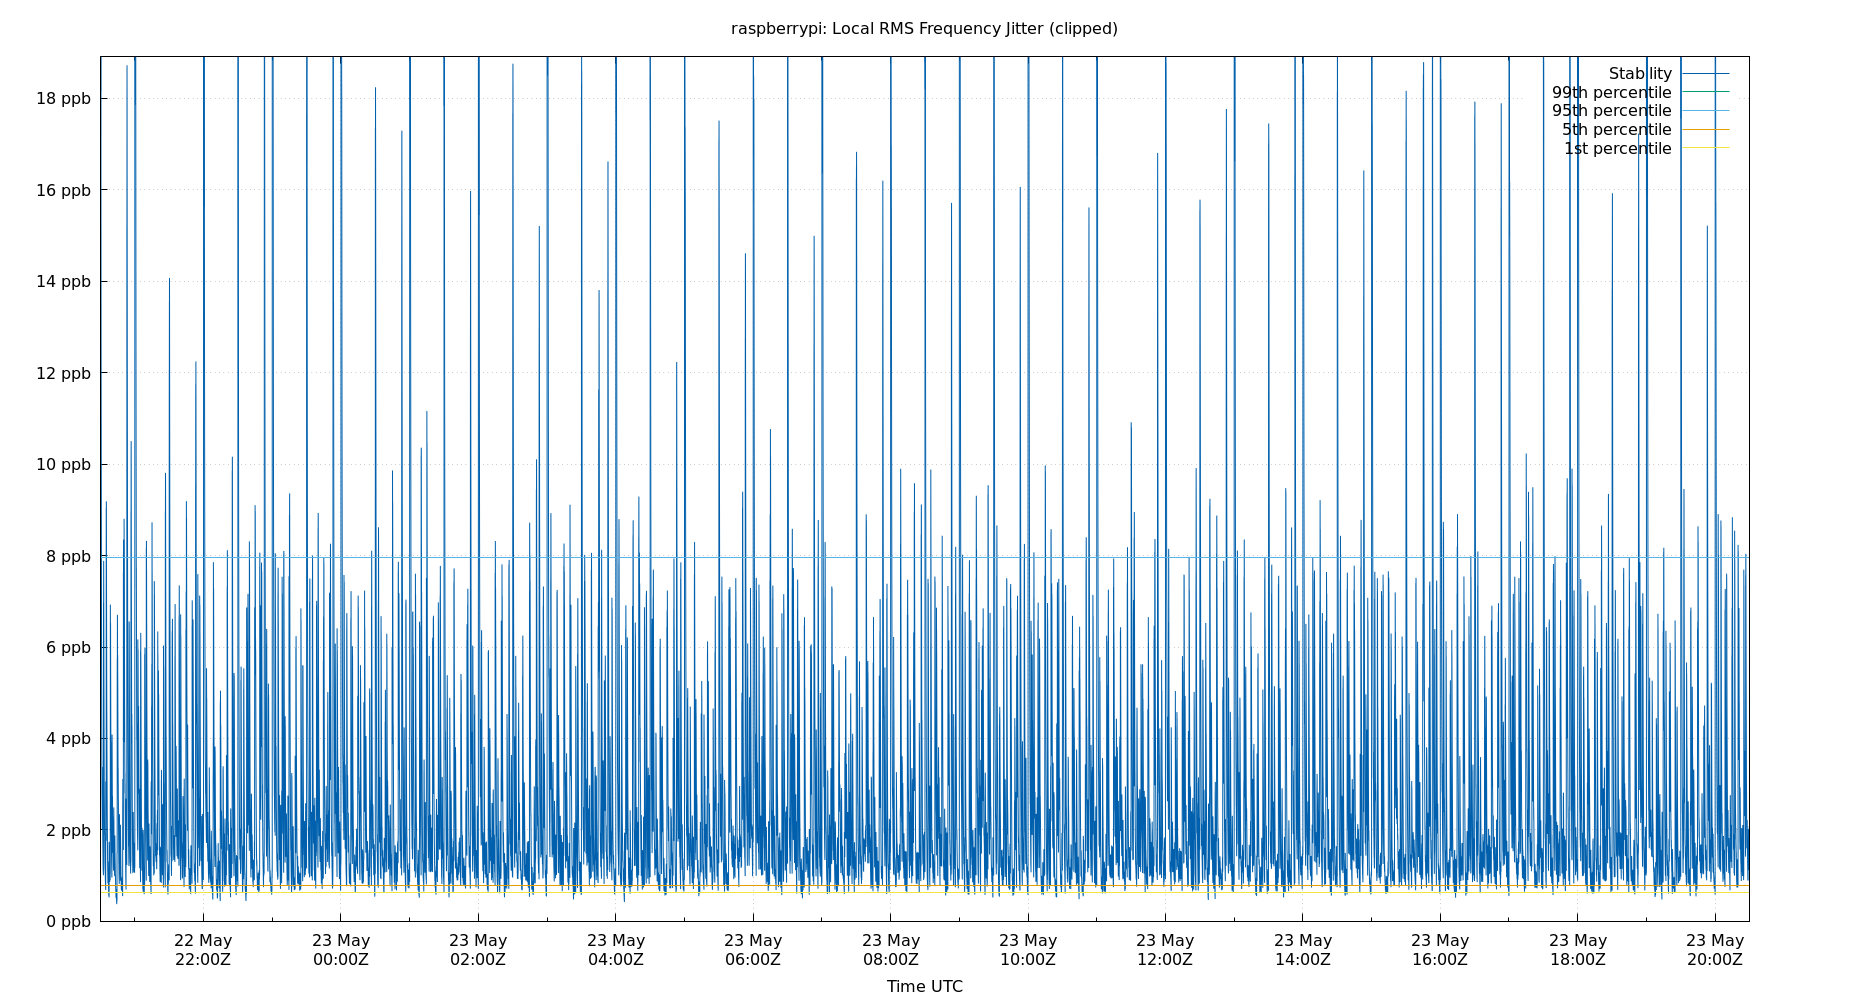 raspberrypi: Local RMS Frequency Jitter (clipped)
Stability
99th percentile
95th percentile
5th percentile
1st percentile
18 ppb
16 ppb
14 ppb
12 ppb
10 ppb
8 ppb
6 ppb
4 ppb
2 ppb
0 ppb
22 May 23 May 23 May 23 May 23 May 23 May 23 May 23 May 23 May 23 May 23 May 23 May
22:00Z 00:00Z 02:00Z 04:00Z 06:00Z 08:00Z 10:00Z 12:00Z 14:00Z 16:00Z 18:00Z 20:00Z
Time UTC